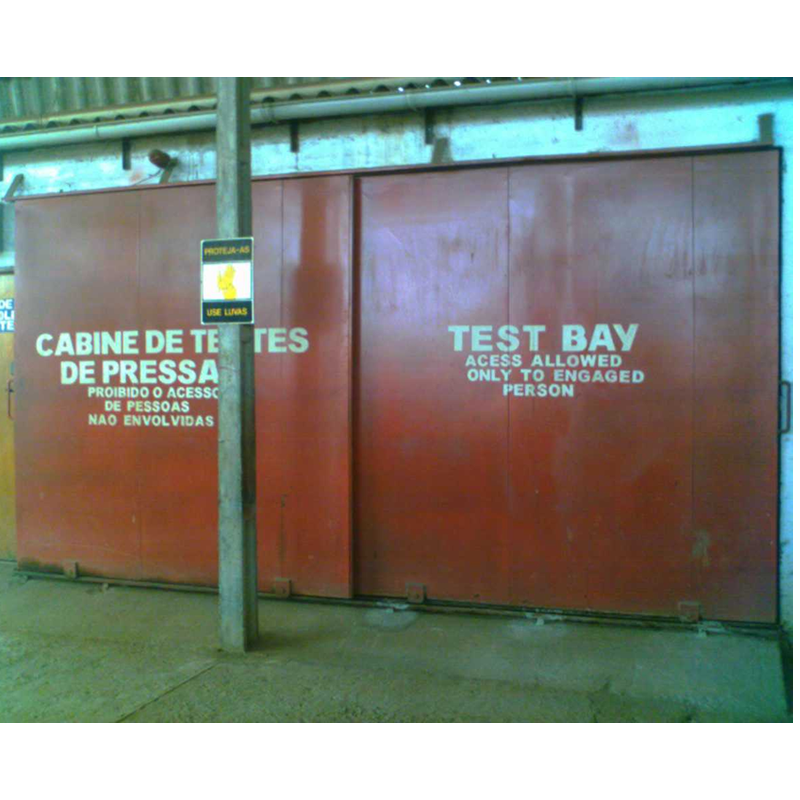 PROTEJA-AS
USE LUVAS
CABINE DE TE TES
DE PRESSA
PROIBIDO O ACESSO
DE PESSOAS
NAO ENVOLVIDAS
TEST BAY
ACESS ALLOWED
ONLY TO ENGAGED
PERSON